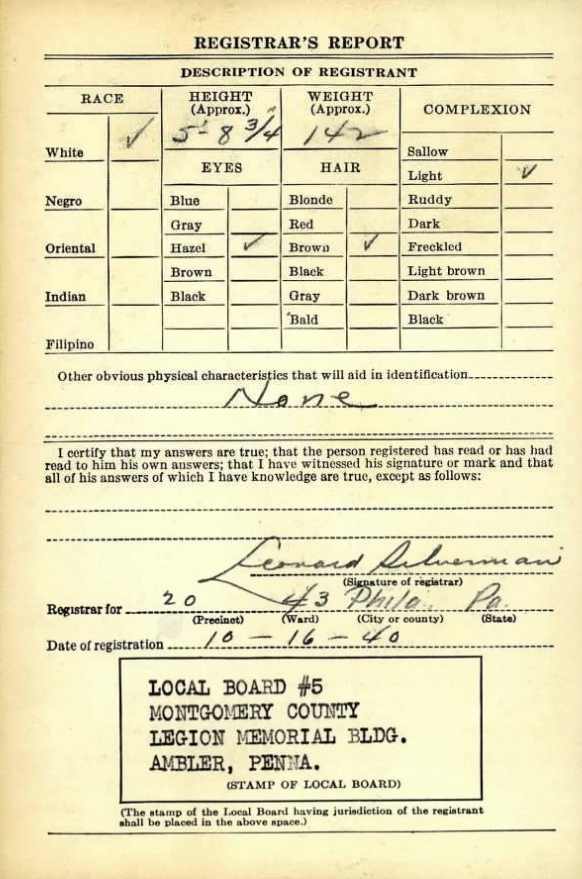 REGISTRAR'S REPORT
DESCRIPTION OF REGISTRANT
RACE
HEIGHT
(Approx.)
WEIGHT
(Approx.)
COMPLEXION
5' 8 3/4
142
White ✓
Sallow
EYES
HAIR
Light ✓
Negro
Blue
Blonde
Ruddy
Gray
Red
Dark
Oriental
Hazel ✓
Brown ✓
Freckled
Brown
Black
Light brown
Indian
Black
Gray
Dark brown
Bald
Black
Filipino
Other obvious physical characteristics that will aid in identification
None
I certify that my answers are true; that the person registered has read or has had
read to him his own answers; that I have witnessed his signature or mark and that
all of his answers of which I have knowledge are true, except as follows:
Leonard Silverman
(Signature of registrar)
Registrar for 20 43 Phila. Pa.
(Precinct) (Ward) (City or county) (State)
Date of registration 10 - 16 - 40
LOCAL BOARD #5
MONTGOMERY COUNTY
LEGION MEMORIAL BLDG.
AMBLER, PENNA.
(STAMP OF LOCAL BOARD)
(The stamp of the Local Board having jurisdiction of the registrant
shall be placed in the above space.)